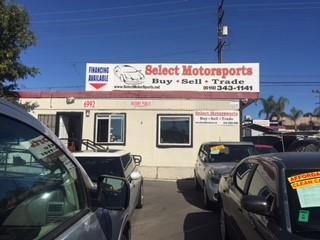 FINANCING
AVAILABLE
Select Motorsports
Buy • Sell • Trade
www.SelectMotorSports.net
343-1141
6992
Select Motorsports
Buy • Sell • Trade
AFFORDABLE
CLEAN CA